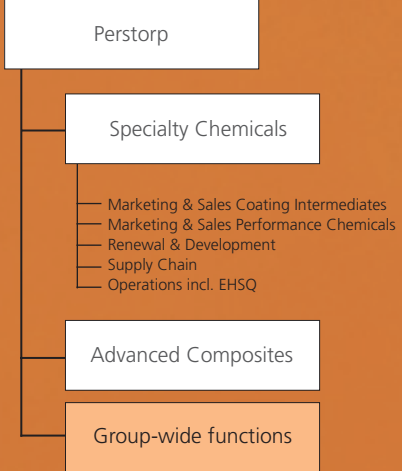 Perstorp
Specialty Chemicals
Marketing & Sales Coating Intermediates
Marketing & Sales Performance Chemicals
Renewal & Development
Supply Chain
Operations incl. EHSQ
Advanced Composites
Group-wide functions